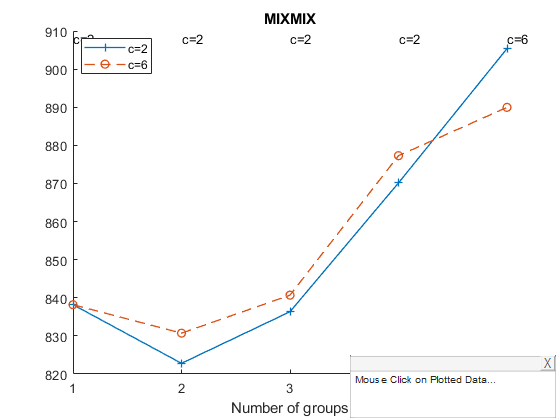 MIXMIX
c=2 c=2 c=2 c=6
c=2
c=6
910
900
890
880
870
860
850
840
830
820
1 2 3
Number of groups
X
Mouse Click on Plotted Data...